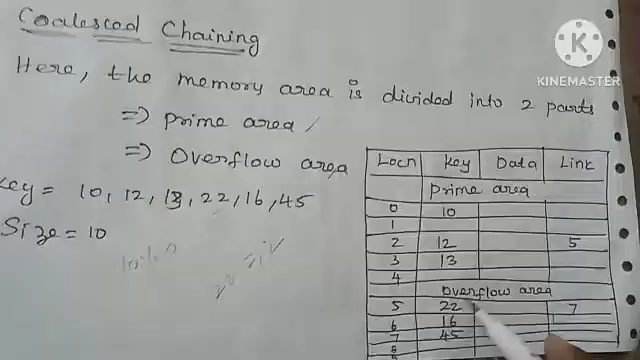 Coalesced Chaining
KINEMASTER
Here, the memory area is divided into 2 parts
=> Prime area
=> Overflow area
Key = 10, 12, 13, 22, 16, 45
Size = 10
Locn Key Data Link
Prime area
0 10
1
2 12 5
3 13
4
Overflow area
5 22 7
6 16
7 45
8